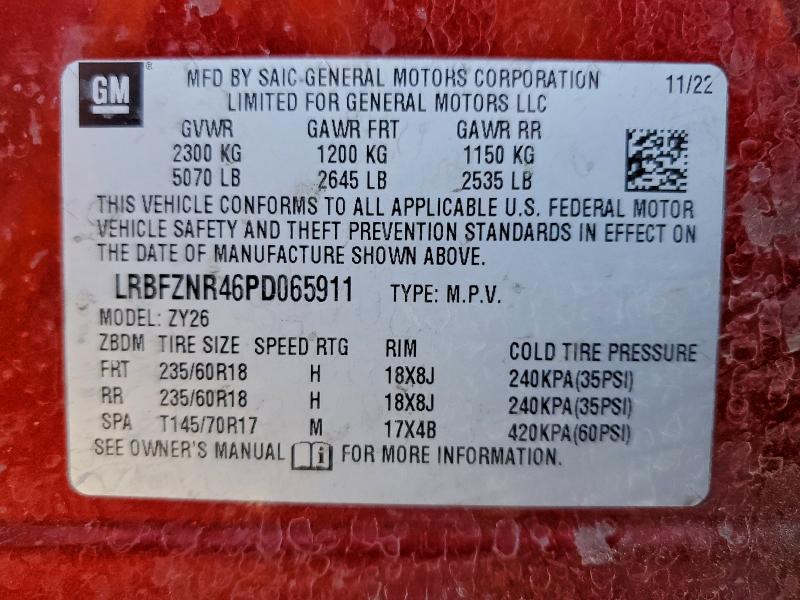 GM ®
MFD BY SAIC GENERAL MOTORS CORPORATION 11/22
LIMITED FOR GENERAL MOTORS LLC
GVWR GAWR FRT GAWR RR
2300 KG 1200 KG 1150 KG
5070 LB 2645 LB 2535 LB
THIS VEHICLE CONFORMS TO ALL APPLICABLE U.S. FEDERAL MOTOR
VEHICLE SAFETY AND THEFT PREVENTION STANDARDS IN EFFECT ON
THE DATE OF MANUFACTURE SHOWN ABOVE.
LRBFZNR46PD065911 TYPE: M.P.V.
MODEL: ZY26
ZBDM TIRE SIZE SPEED RTG RIM COLD TIRE PRESSURE
FRT 235/60R18 H 18X8J 240KPA(35PSI)
RR 235/60R18 H 18X8J 240KPA(35PSI)
SPA T145/70R17 M 17X4B 420KPA(60PSI)
SEE OWNER'S MANUAL i FOR MORE INFORMATION.